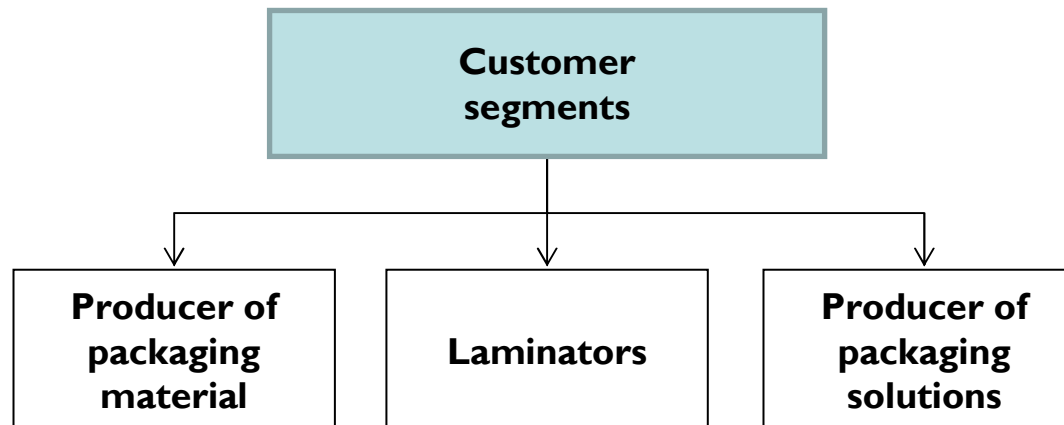 Customer
segments
Producer of
packaging
material
Laminators
Producer of
packaging
solutions